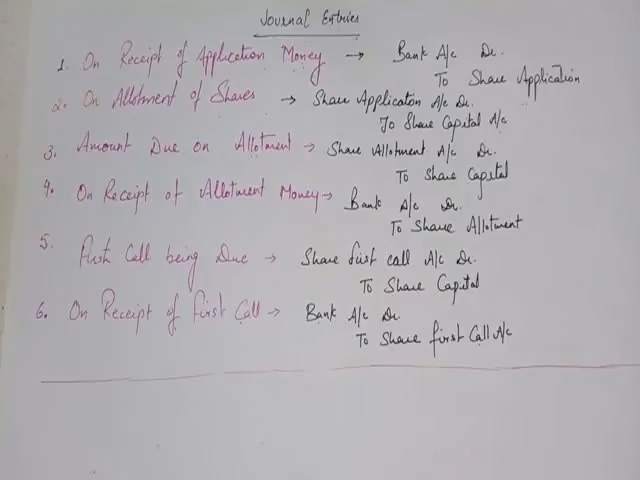 Journal Entries
1. On Receipt of Application Money → Bank A/c Dr.
To Share Application
2. On Allotment of Shares → Share Application A/c Dr.
To Share Capital A/c
3. Amount Due on Allotment → Share Allotment A/c Dr.
To Share Capital
4. On Receipt of Allotment Money → Bank A/c Dr.
To Share Allotment
5. First Call being Due → Share first call A/c Dr.
To Share Capital
6. On Receipt of First Call → Bank A/c Dr.
To Share first Call A/c